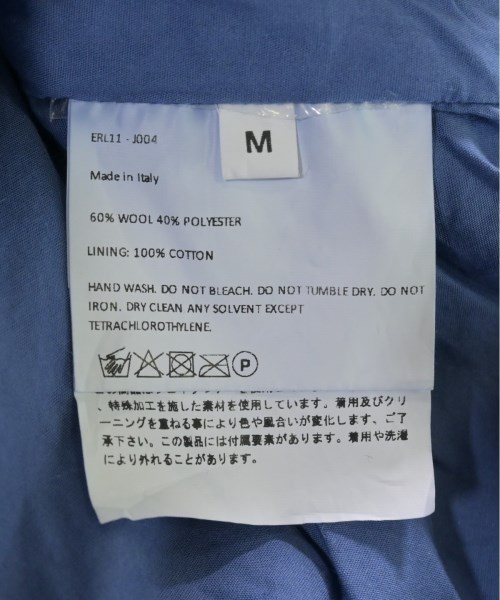 ERL11 - J004
M
Made in Italy
60% WOOL 40% POLYESTER
LINING: 100% COTTON
HAND WASH. DO NOT BLEACH. DO NOT TUMBLE DRY. DO NOT
IRON. DRY CLEAN ANY SOLVENT EXCEPT
TETRACHLOROTHYLENE.
P
、特殊加工を施した素材を使用しています。着用及びクリ
ーニングを重ねる事により色や風合いが変化します、ご了
承下さい。この製品には付属要素があります。着用や洗濯
により外れることがあります。